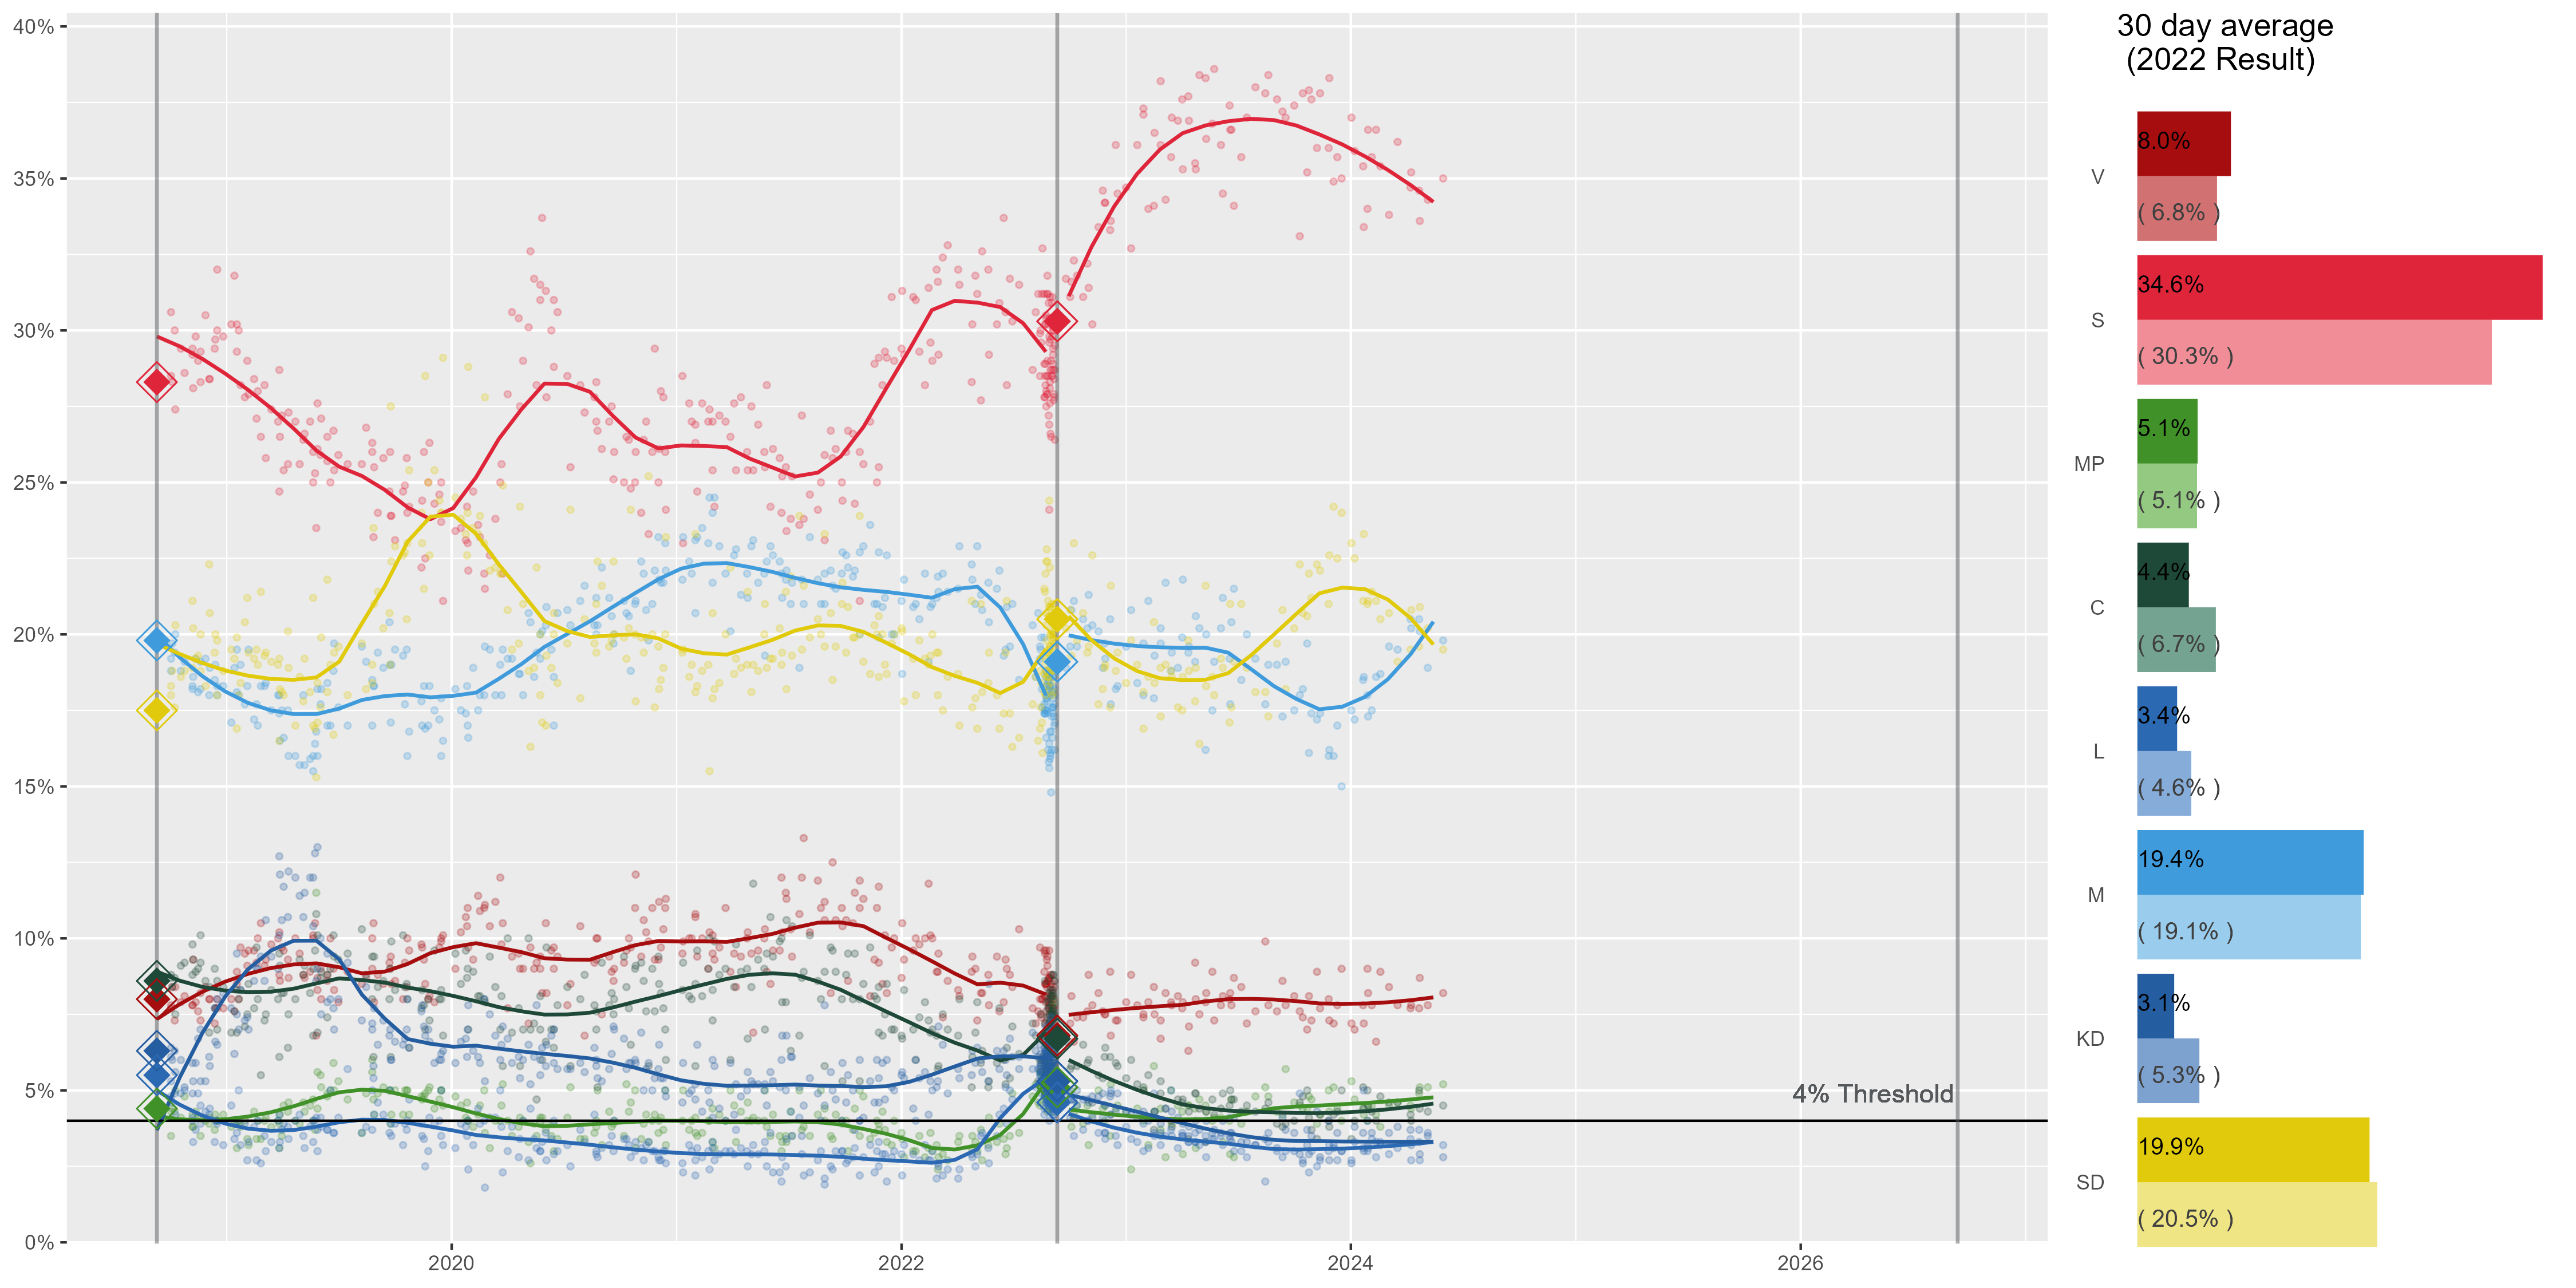 40%
35%
30%
25%
20%
15%
10%
5%
0%
2020
2022
2024
2026
4% Threshold
30 day average
(2022 Result)
V
8.0%
( 6.8% )
S
34.6%
( 30.3% )
MP
5.1%
( 5.1% )
C
4.4%
( 6.7% )
L
3.4%
( 4.6% )
M
19.4%
( 19.1% )
KD
3.1%
( 5.3% )
SD
19.9%
( 20.5% )